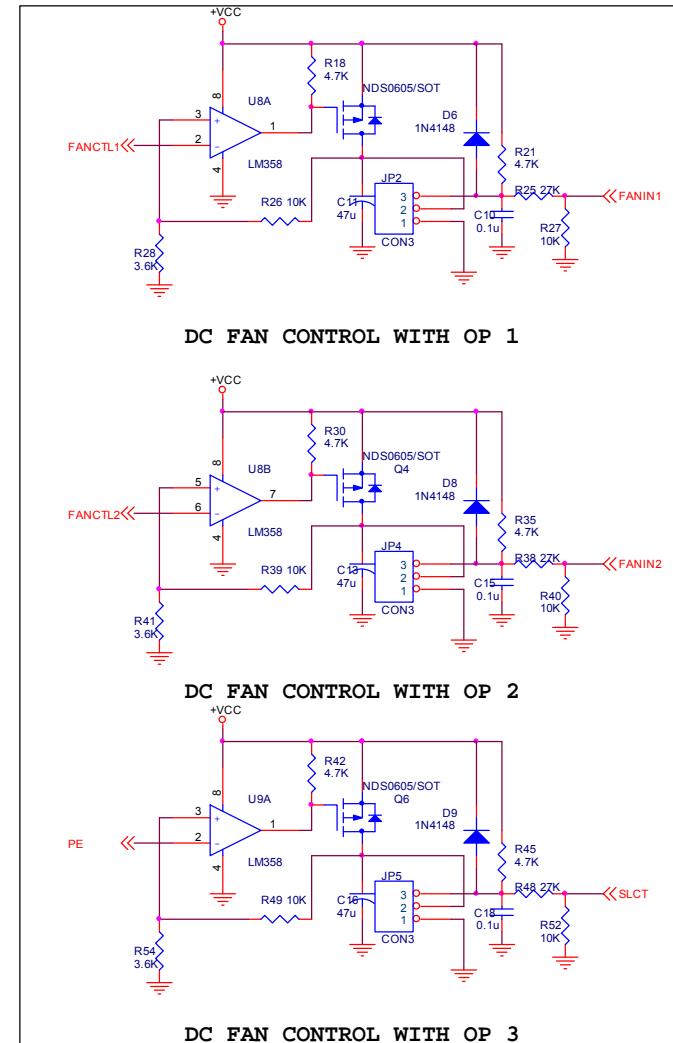 +VCC
R18
4.7K
NDS0605/SOT
8
U8A
3
+
1
2
-
FANCTL1
LM358
4
D6
1N4148
R21
4.7K
JP2
R26 10K
C11
47u
3
2
1
CON3
R25 27K
FANIN1
C10
0.1u
R27
10K
R28
3.6K
DC FAN CONTROL WITH OP 1
+VCC
R30
4.7K
NDS0605/SOT
Q4
8
U8B
5
+
7
6
-
FANCTL2
LM358
4
D8
1N4148
R35
4.7K
JP4
R39 10K
C13
47u
3
2
1
CON3
R38 27K
FANIN2
C15
0.1u
R40
10K
R41
3.6K
DC FAN CONTROL WITH OP 2
+VCC
R42
4.7K
NDS0605/SOT
Q6
8
U9A
3
+
1
2
-
PE
LM358
4
D9
1N4148
R45
4.7K
JP5
R49 10K
C16
47u
3
2
1
CON3
R48 27K
SLCT
C18
0.1u
R52
10K
R54
3.6K
DC FAN CONTROL WITH OP 3